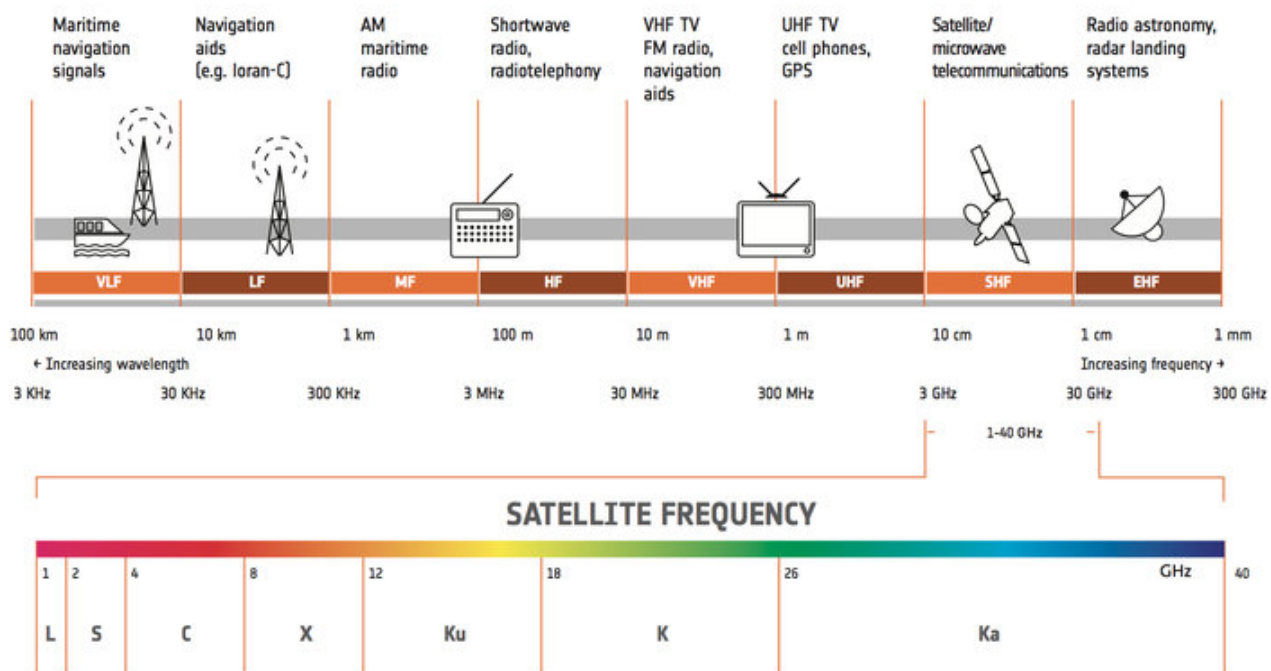 Maritime
navigation
signals
Navigation
aids
(e.g. loran-C)
AM
maritime
radio
Shortwave
radio,
radiotelephony
VHF TV
FM radio,
navigation
aids
UHF TV
cell phones,
GPS
Satellite/
microwave
telecommunications
Radio astronomy,
radar landing
systems
VLF LF MF HF VHF UHF SHF EHF
100 km 10 km 1 km 100 m 10 m 1 m 10 cm 1 cm 1 mm
← Increasing wavelength Increasing frequency →
3 KHz 30 KHz 300 KHz 3 MHz 30 MHz 300 MHz 3 GHz 30 GHz 300 GHz
1-40 GHz
SATELLITE FREQUENCY
1 2 4 8 12 18 26 GHz 40
L S C X Ku K Ka